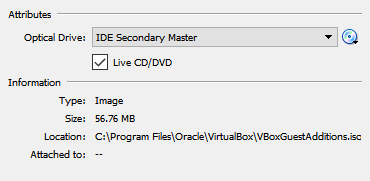 Attributes
Optical Drive: IDE Secondary Master
Live CD/DVD
Information
Type: Image
Size: 56.76 MB
Location: C:\Program Files\Oracle\VirtualBox\VBoxGuestAdditions.iso
Attached to: --